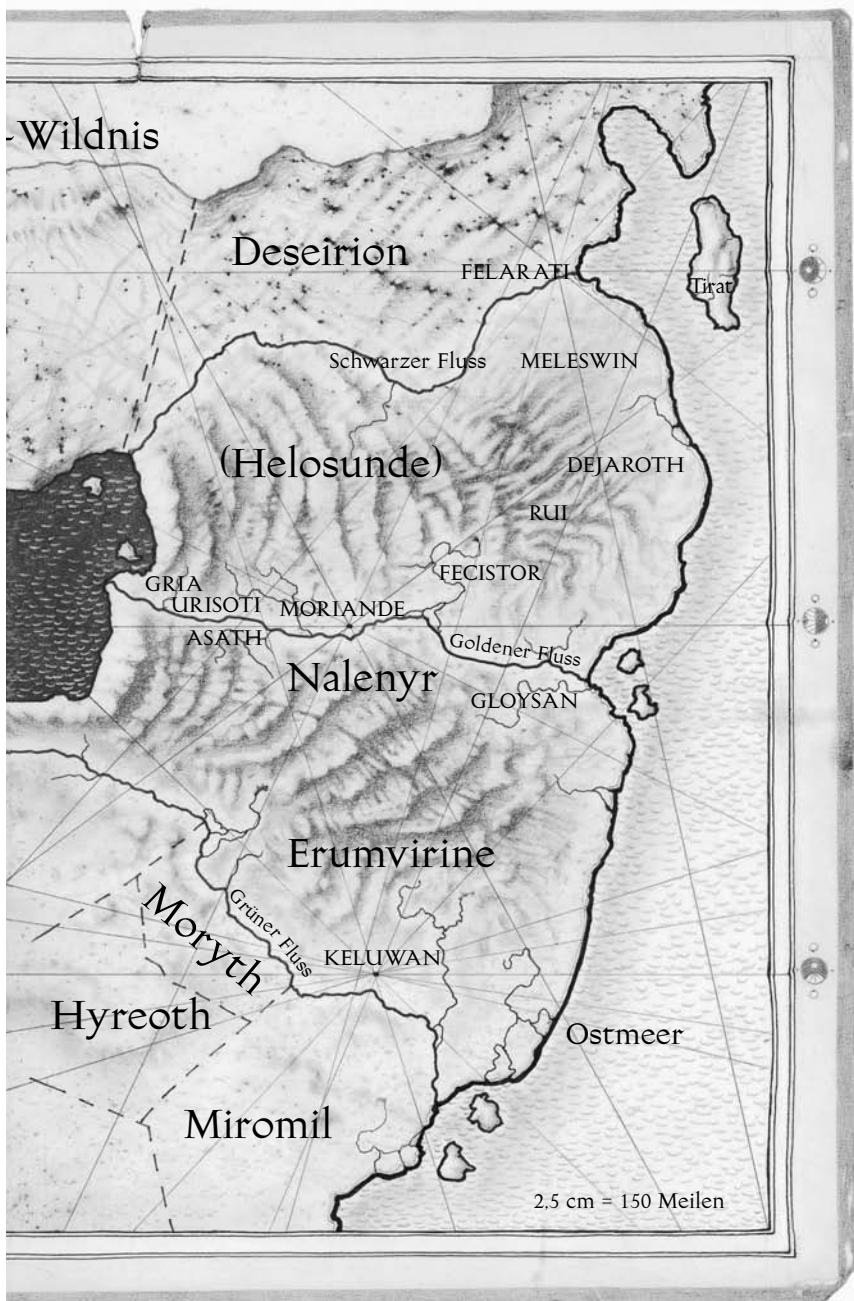 -Wildnis
Deseirion
FELARATI
Tirat
Schwarzer Fluss
MELESWIN
(Helosunde)
DEJAROTH
RUI
FECISTOR
GRIA
URISOTI
MORIANDE
ASATH
Goldener Fluss
Nalenyr
GLOYSAN
Erumvirine
Moryth
Grüner Fluss
KELUWAN
Hyreoth
Ostmeer
Miromil
2,5 cm = 150 Meilen